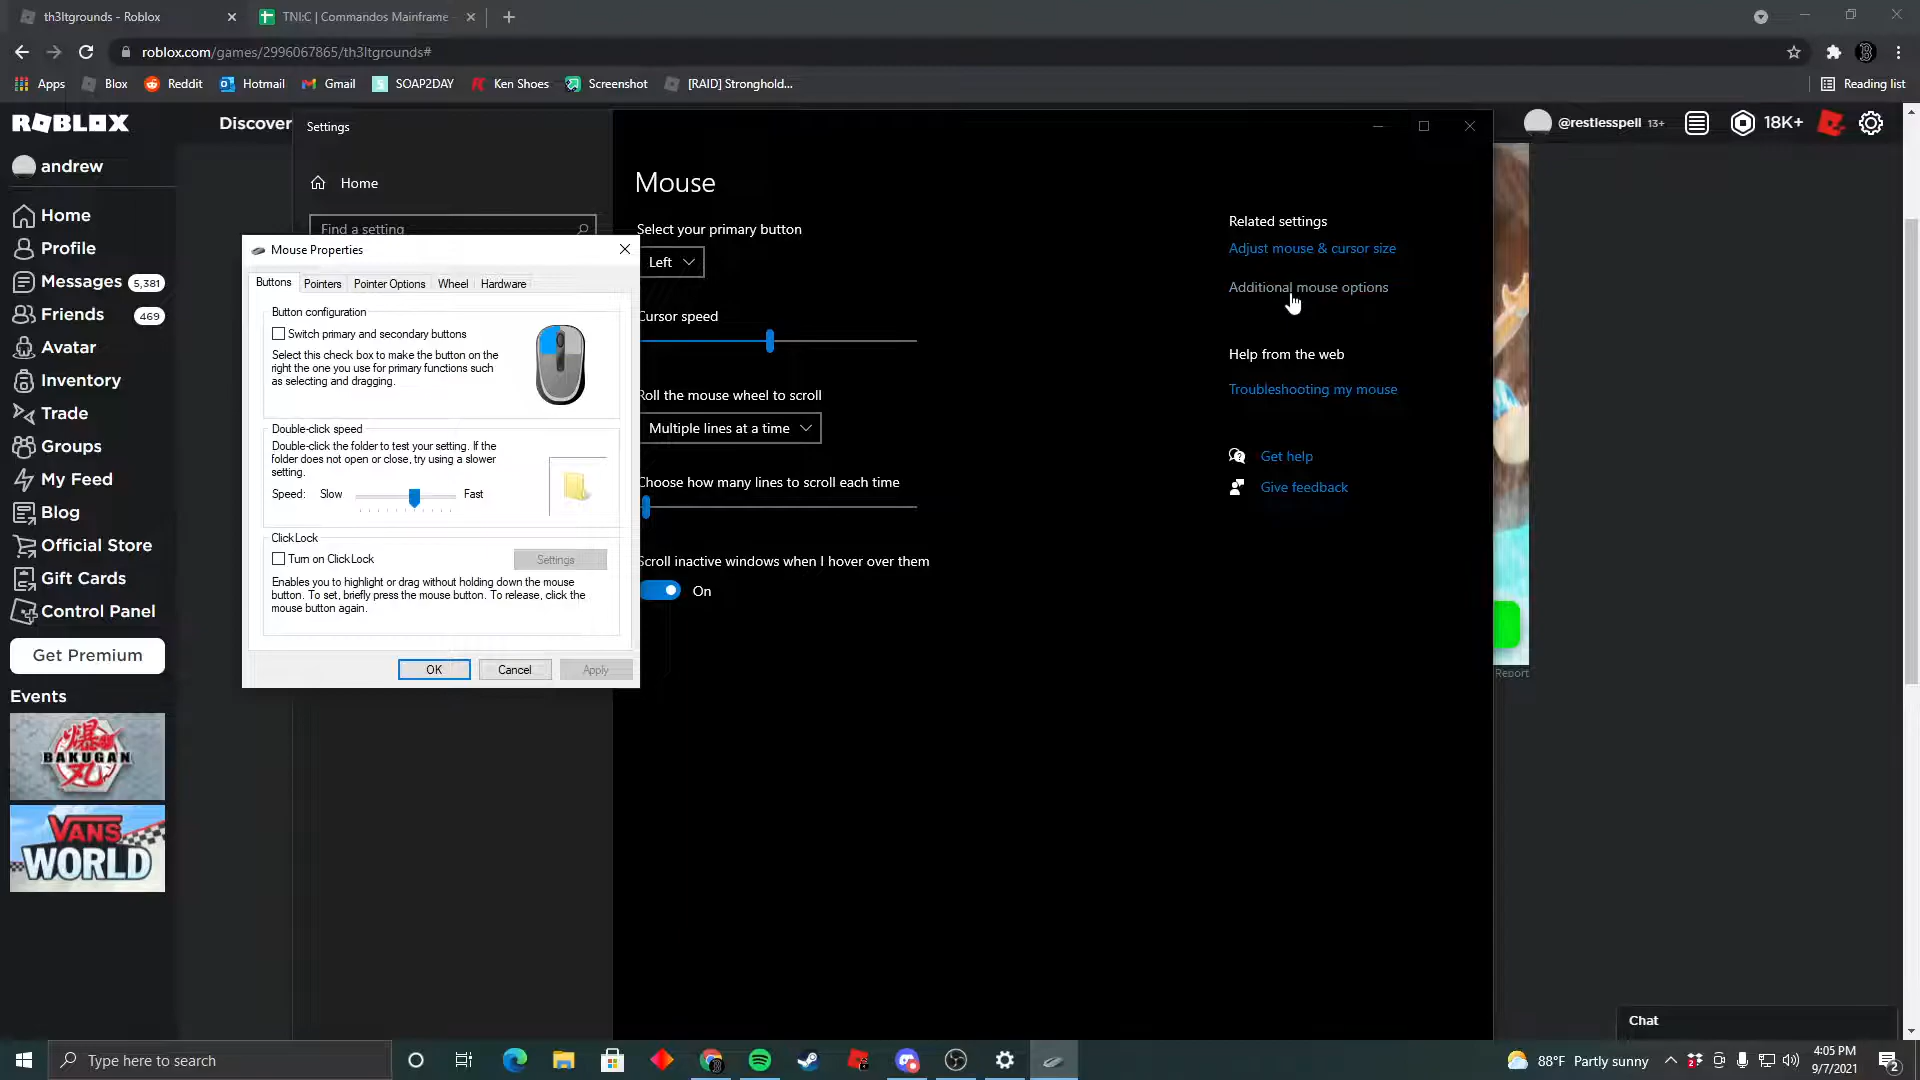 th3ltgrounds - Roblox
TNI:C | Commandos Mainframe
roblox.com/games/2996067865/th3ltgrounds#
Apps
Blox
Reddit
Hotmail
Gmail
SOAP2DAY
Ken Shoes
Screenshot
[RAID] Stronghold...
Reading list
ROBLOX
Discover
@restlesspell 13+
18K+
andrew
Home
Profile
Messages 5,381
Friends 469
Avatar
Inventory
Trade
Groups
My Feed
Blog
Official Store
Gift Cards
Control Panel
Get Premium
Events
爆
BAKUGAN
丸
VANS
WORLD
Settings
Home
Find a setting
Mouse
Select your primary button
Left
Cursor speed
Roll the mouse wheel to scroll
Multiple lines at a time
Choose how many lines to scroll each time
Scroll inactive windows when I hover over them
On
Related settings
Adjust mouse & cursor size
Additional mouse options
Help from the web
Troubleshooting my mouse
Get help
Give feedback
Mouse Properties
Buttons
Pointers
Pointer Options
Wheel
Hardware
Button configuration
Switch primary and secondary buttons
Select this check box to make the button on the
right the one you use for primary functions such
as selecting and dragging.
Double-click speed
Double-click the folder to test your setting. If the
folder does not open or close, try using a slower
setting.
Speed: Slow Fast
ClickLock
Turn on ClickLock
Settings
Enables you to highlight or drag without holding down the mouse
button. To set, briefly press the mouse button. To release, click the
mouse button again.
OK
Cancel
Apply
Report
Chat
Type here to search
88°F Partly sunny
4:05 PM
9/7/2021
2